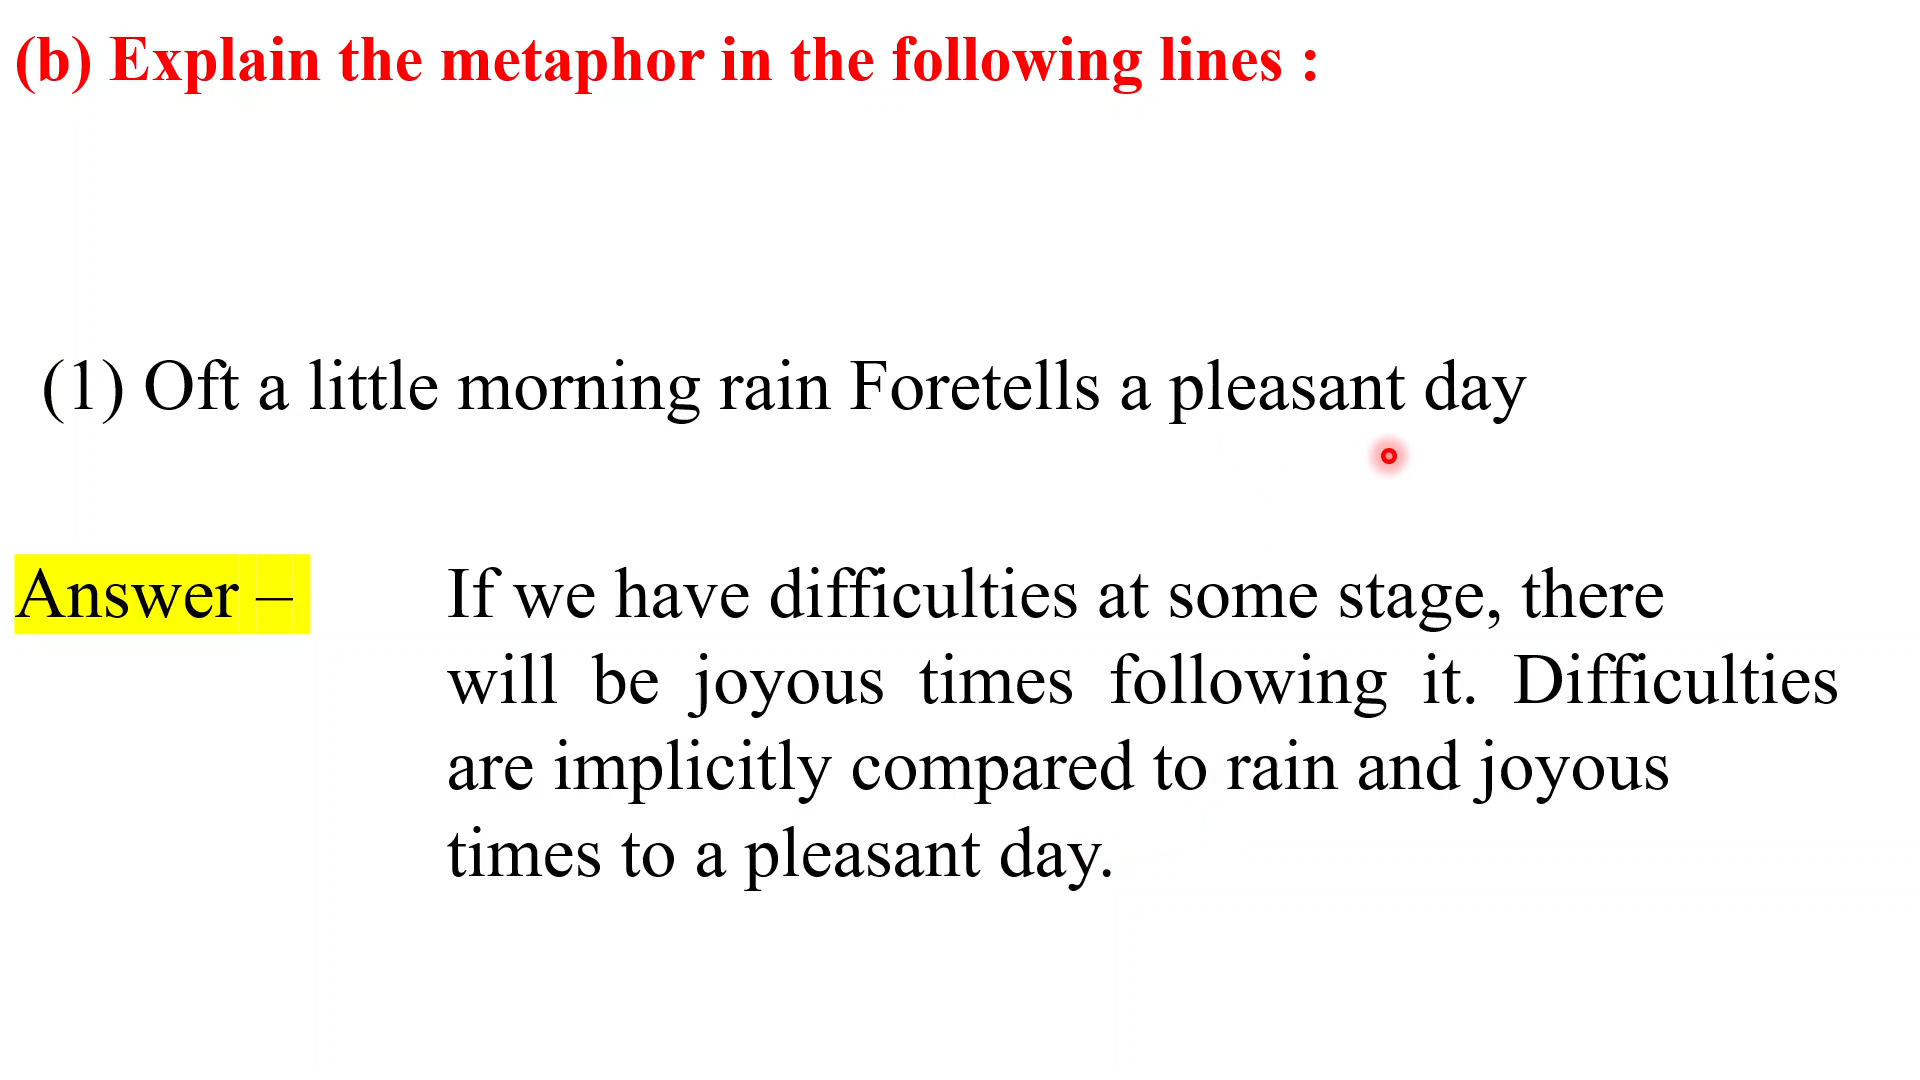 (b) Explain the metaphor in the following lines :
(1) Oft a little morning rain Foretells a pleasant day
Answer – If we have difficulties at some stage, there
will be joyous times following it. Difficulties
are implicitly compared to rain and joyous
times to a pleasant day.